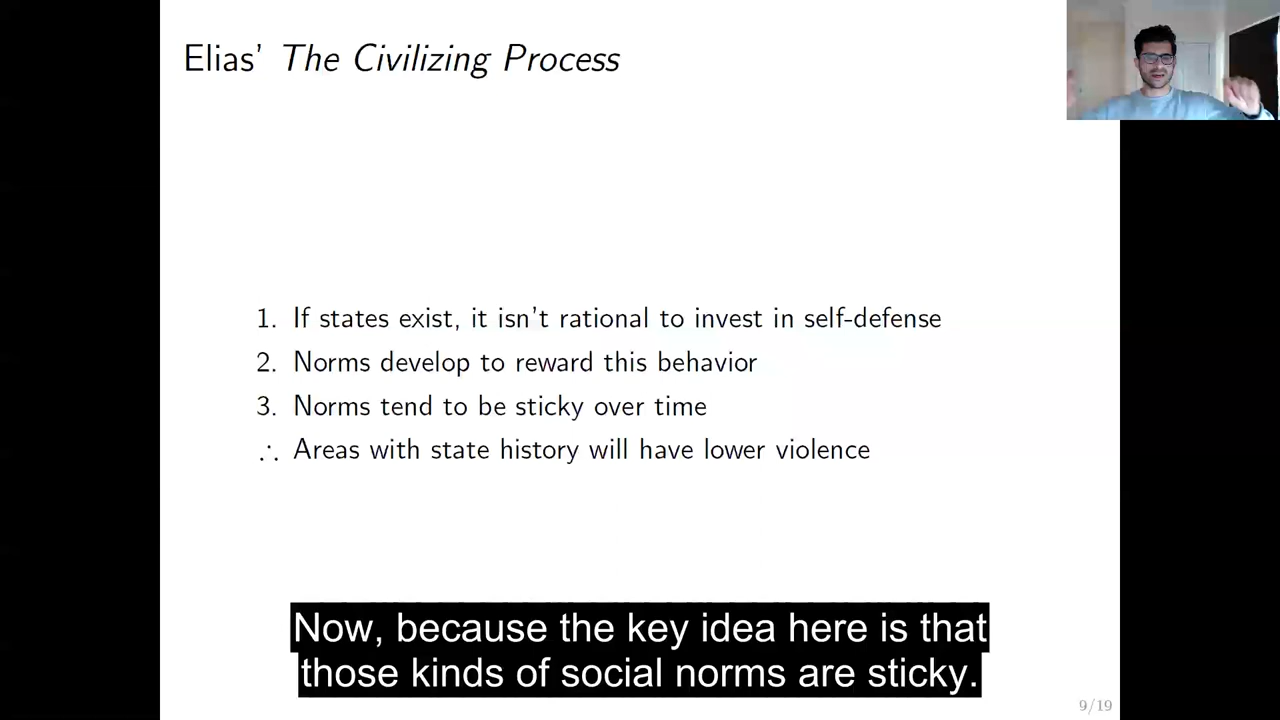 Elias' The Civilizing Process
1. If states exist, it isn't rational to invest in self-defense
2. Norms develop to reward this behavior
3. Norms tend to be sticky over time
∴ Areas with state history will have lower violence
Now, because the key idea here is that
those kinds of social norms are sticky.
9/19